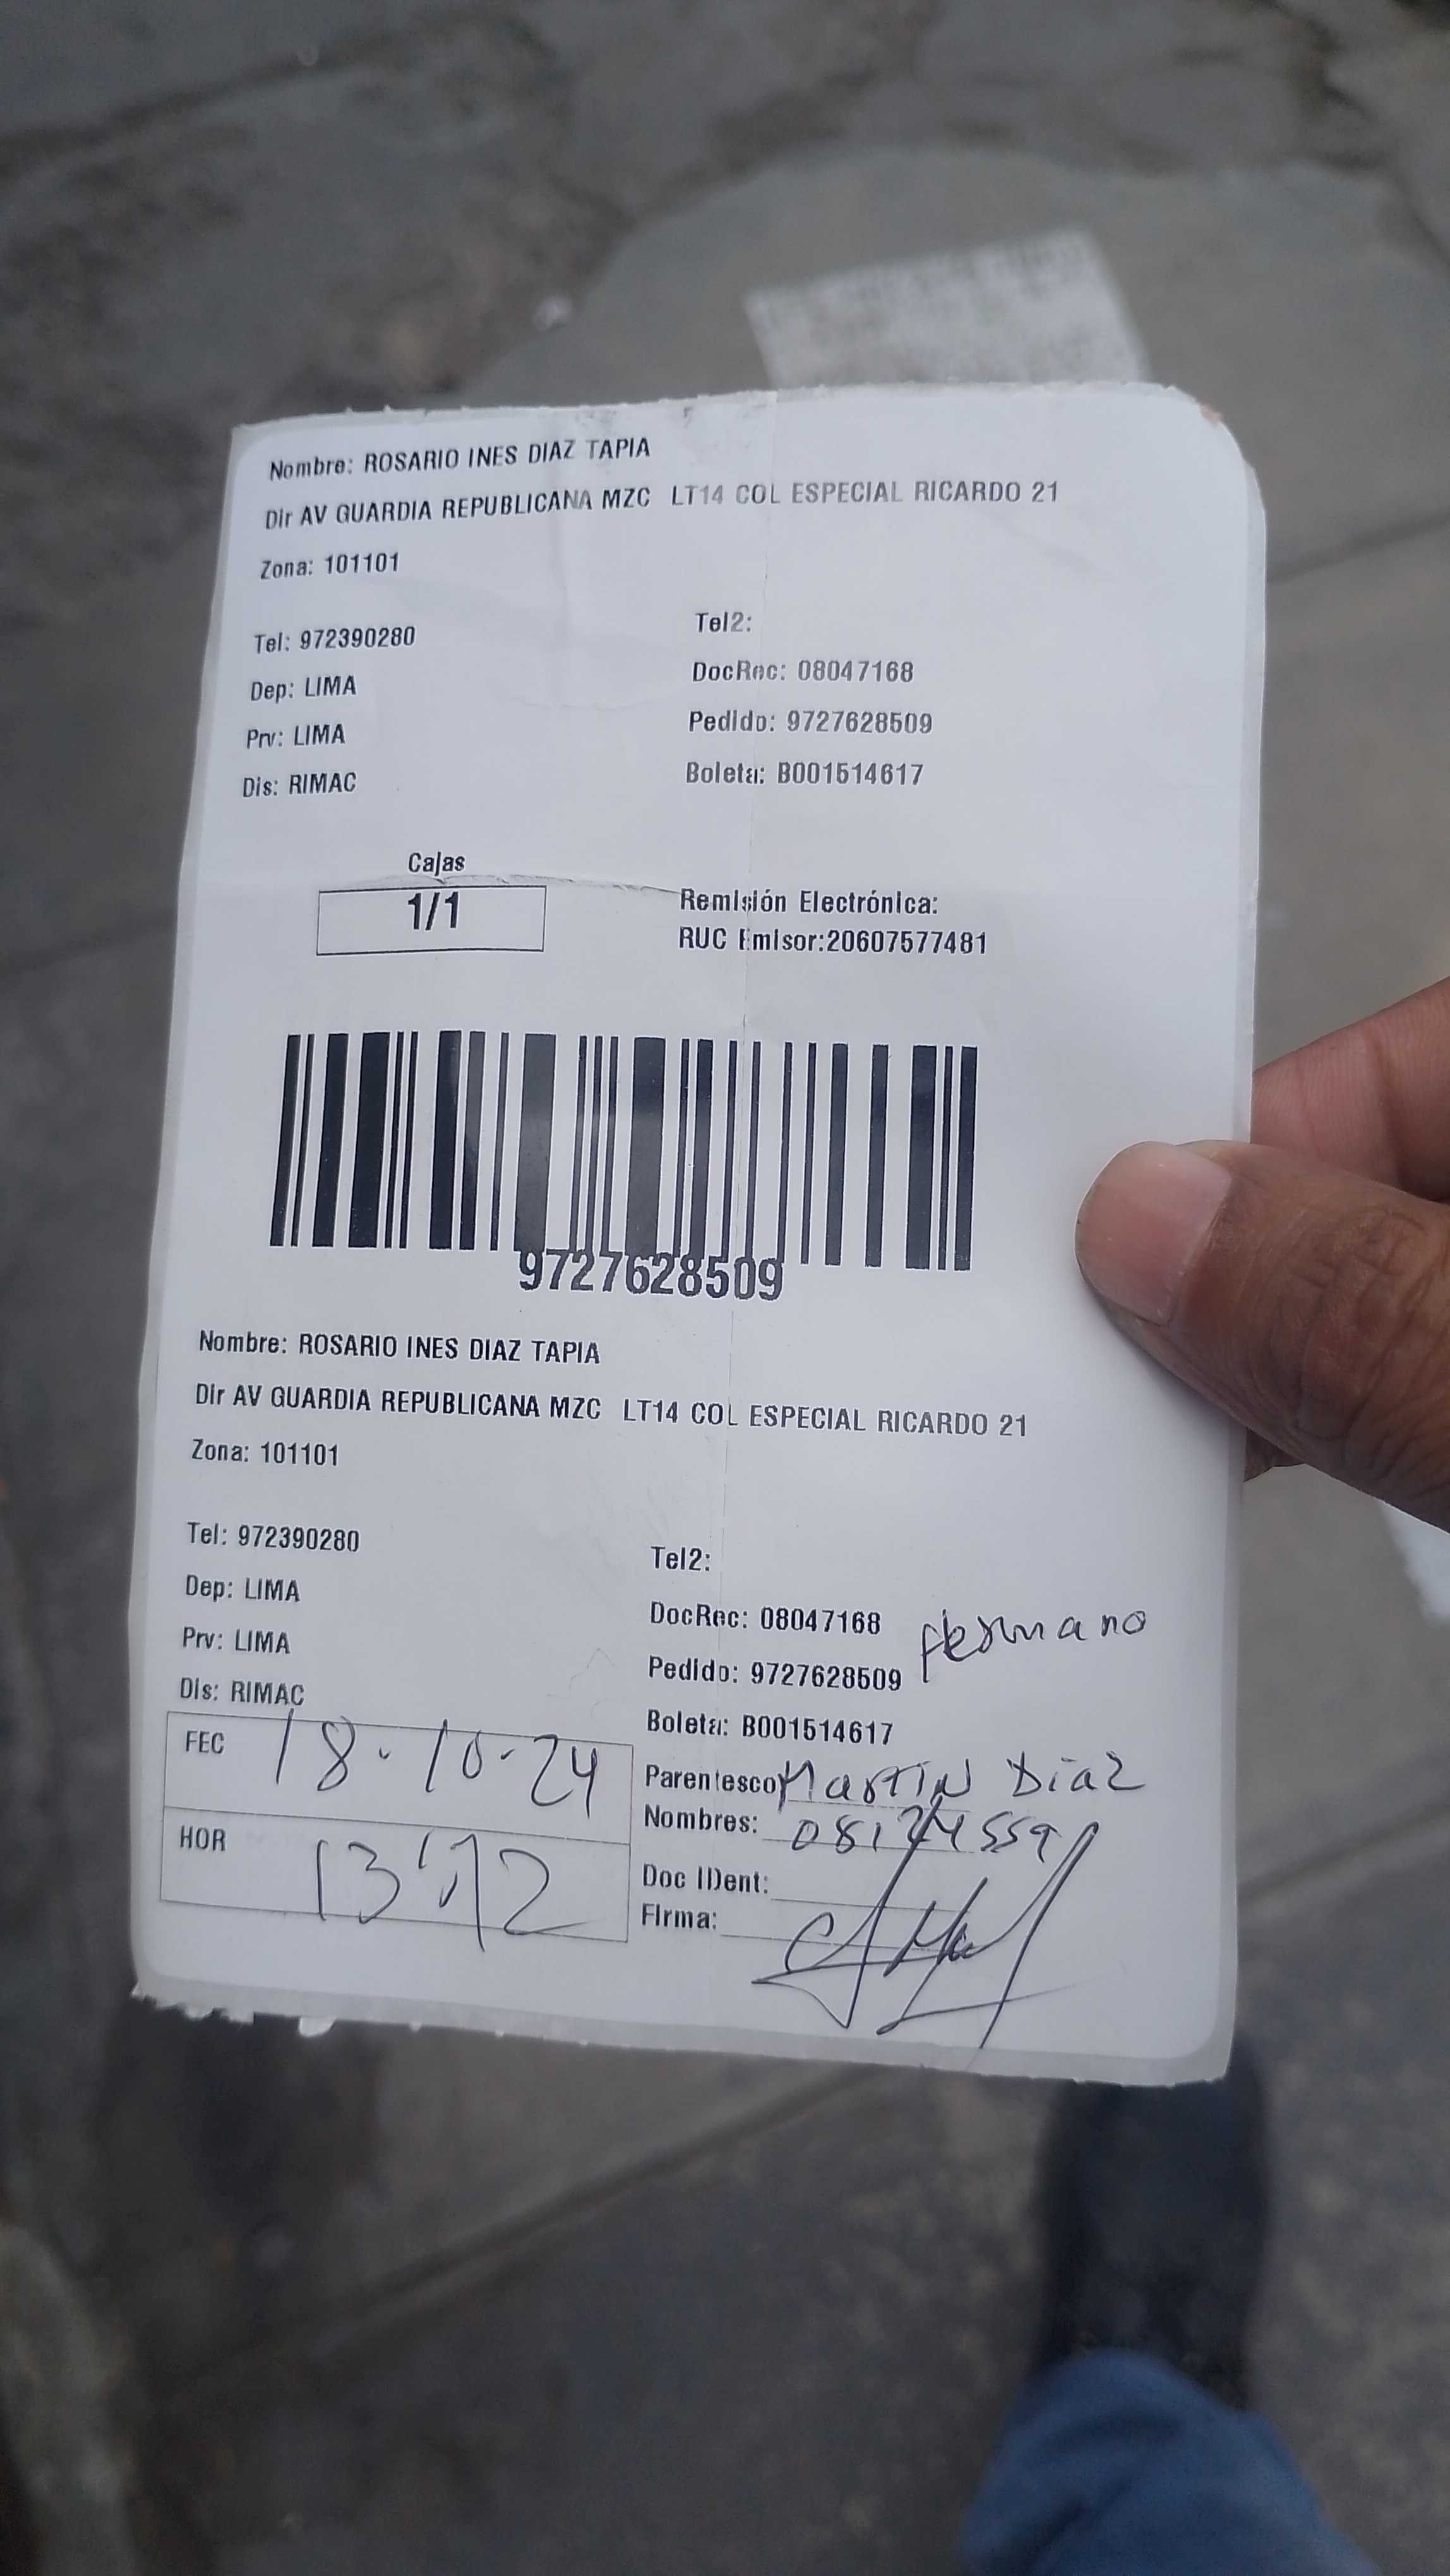 Nombre: ROSARIO INES DIAZ TAPIA
Dir AV GUARDIA REPUBLICANA MZC LT14 COL ESPECIAL RICARDO 21
Zona: 101101
Tel: 972390280
Tel2:
Dep: LIMA
DocRec: 08047168
Prv: LIMA
Pedido: 9727628509
Dis: RIMAC
Boleta: B001514617
Cajas
1/1
Remisión Electrónica:
RUC Emisor:20607577481
9727628509
Nombre: ROSARIO INES DIAZ TAPIA
Dir AV GUARDIA REPUBLICANA MZC LT14 COL ESPECIAL RICARDO 21
Zona: 101101
Tel: 972390280
Tel2:
Dep: LIMA
DocRec: 08047168 Hermano
Prv: LIMA
Pedido: 9727628509
Dis: RIMAC
Boleta: B001514617
FEC 18-10-24
Parentesco Martin Diaz
Nombres:
HOR
Doc IDent:
Firma: